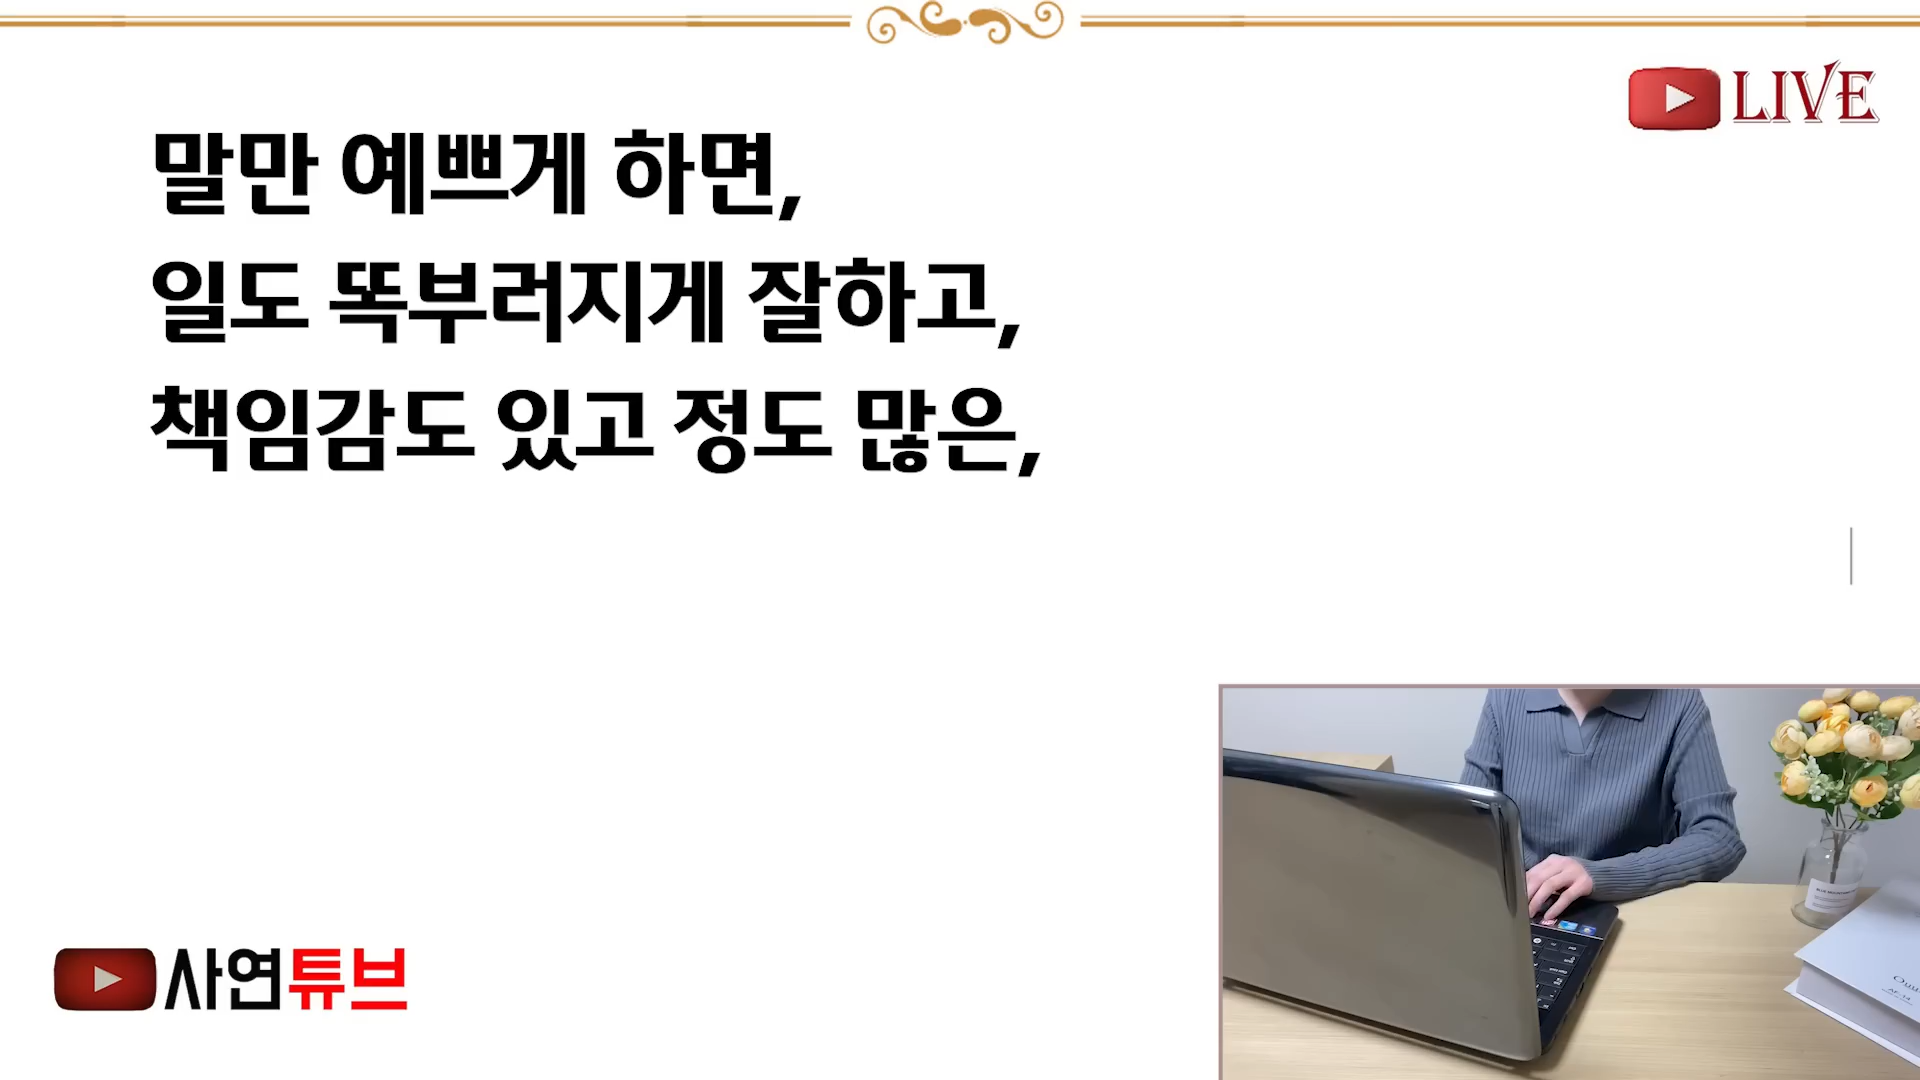 LIVE
말만 예쁘게 하면,
일도 똑부러지게 잘하고,
책임감도 있고 정도 많은,
사연튜브